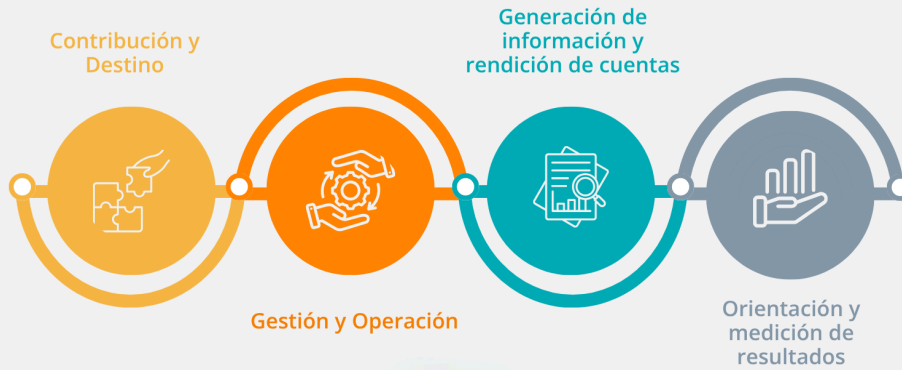 Contribución y
Destino
Gestión y Operación
Generación de
información y
rendición de cuentas
Orientación y
medición de
resultados